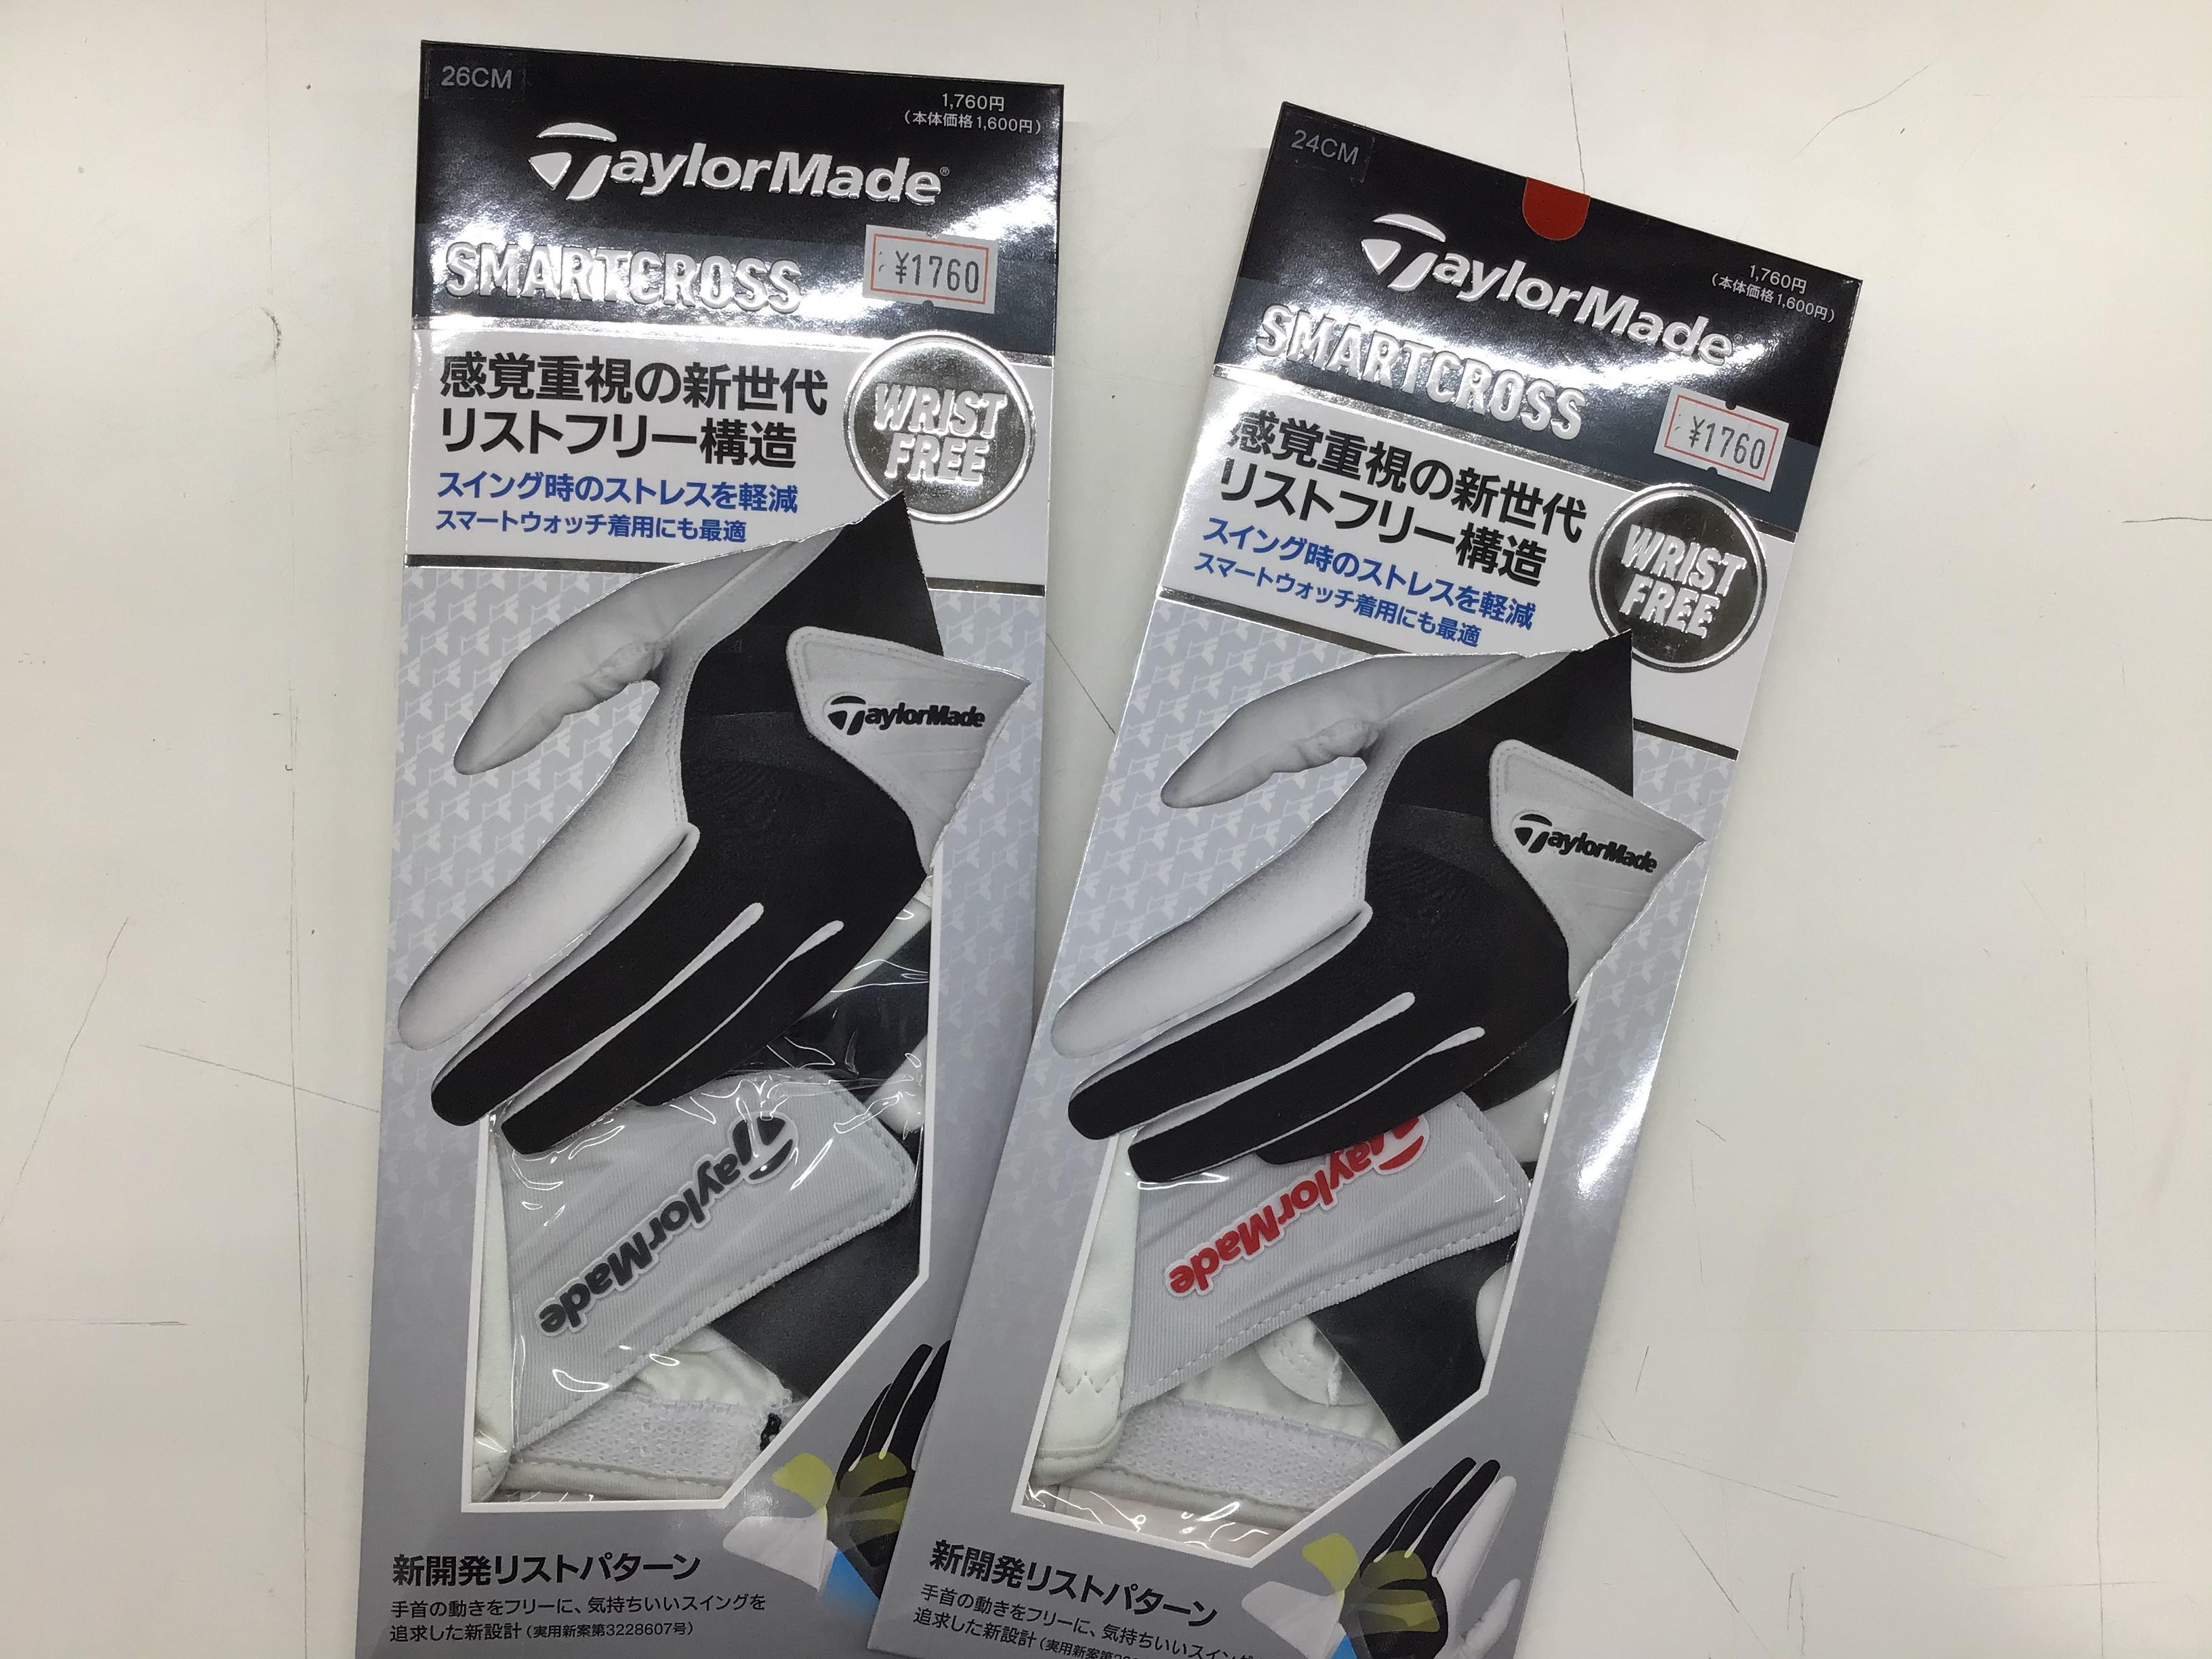 26CM
1,760円
(本体価格1,600円)
TaylorMade®
SMARTCROSS
¥1760
感覚重視の新世代
リストフリー構造
WRIST
FREE
スイング時のストレスを軽減
スマートウォッチ着用にも最適
TaylorMade
TaylorMade
新開発リストパターン
手首の動きをフリーに、気持ちいいスイングを
追求した新設計(実用新案第3228607号)
24CM
1,760円
(本体価格1,600円)
TaylorMade®
SMARTCROSS
¥1760
感覚重視の新世代
リストフリー構造
WRIST
FREE
スイング時のストレスを軽減
スマートウォッチ着用にも最適
TaylorMade
TaylorMade
新開発リストパターン
手首の動きをフリーに、気持ちいいスイング
追求した新設計(実用新案第